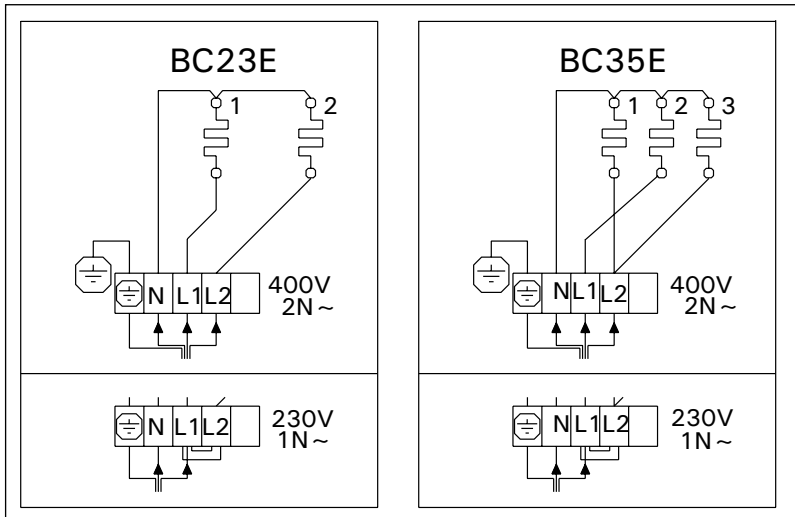 BC23E
1 2
N L1 L2
400V
2N~
N L1 L2
230V
1N~
BC35E
1 2 3
N L1 L2
400V
2N~
N L1 L2
230V
1N~